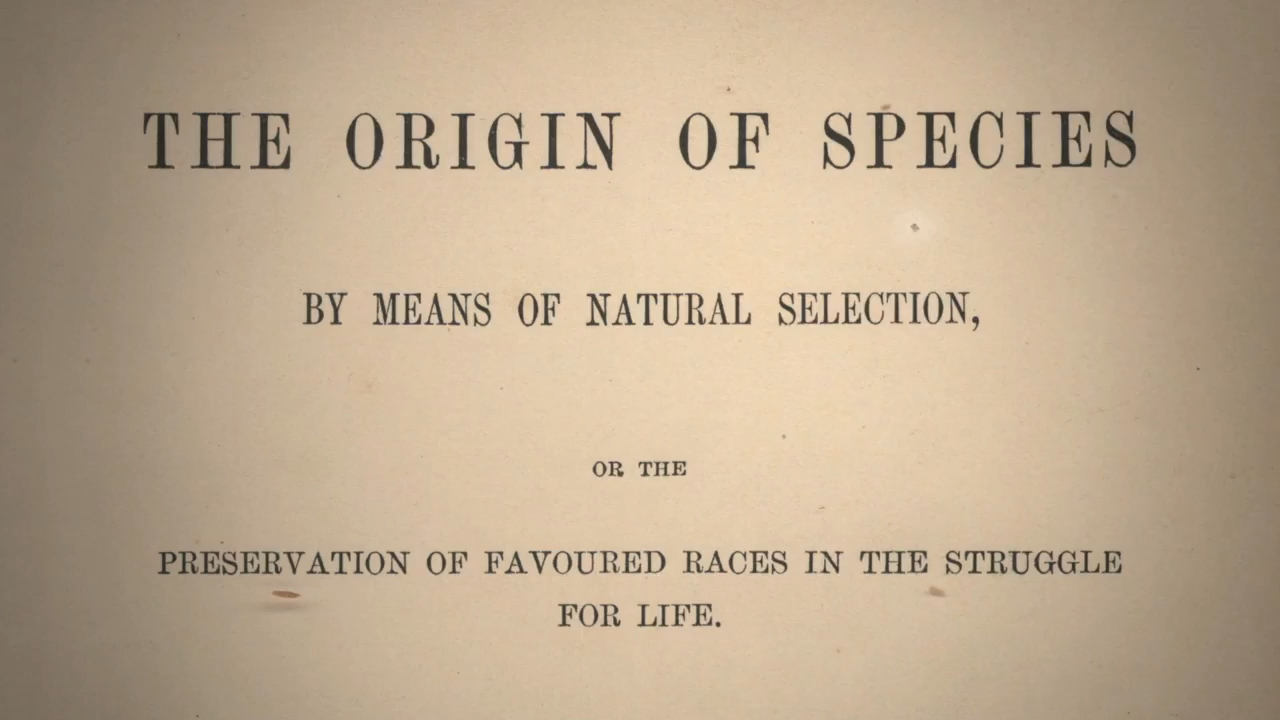 THE ORIGIN OF SPECIES
BY MEANS OF NATURAL SELECTION,
OR THE
PRESERVATION OF FAVOURED RACES IN THE STRUGGLE
FOR LIFE.